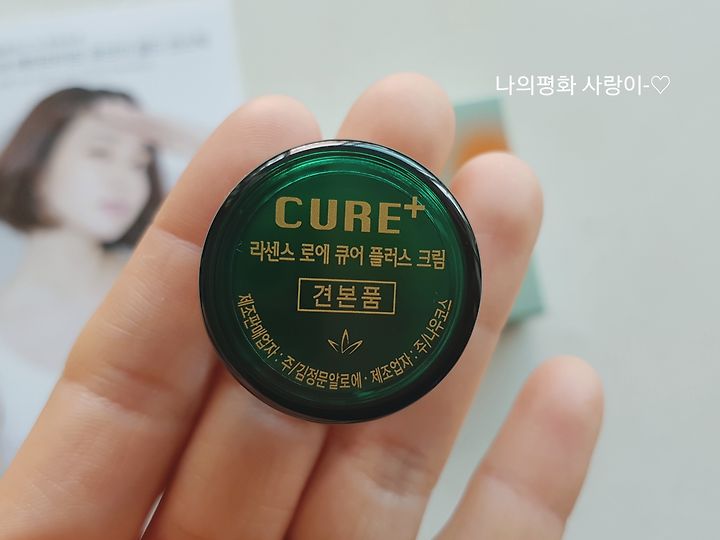 나의평화 사랑이-♡
CURE+
라센스 로에 큐어 플러스 크림
견본품
제조판매업자 : 주/김정문알로에 · 제조업자 : 주/나우코스